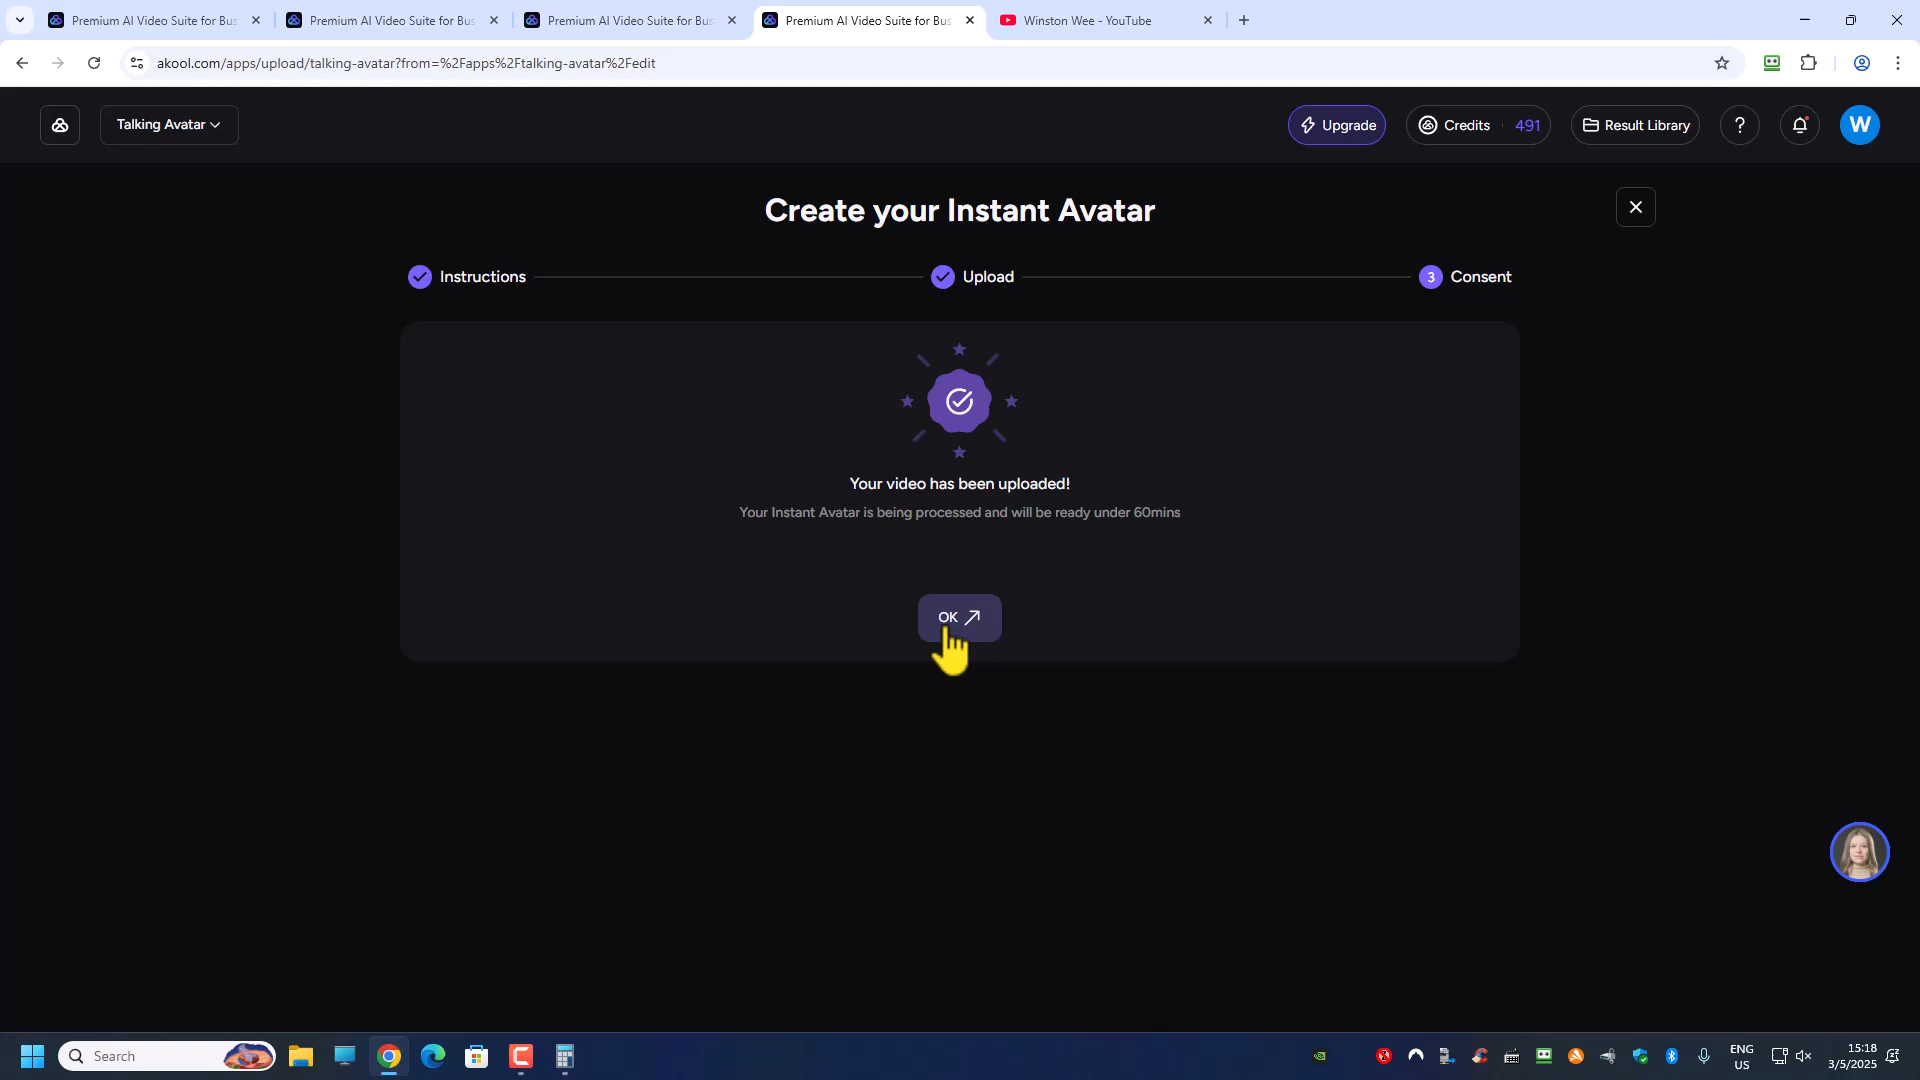 Premium AI Video Suite for Bus
Premium AI Video Suite for Bus
Premium AI Video Suite for Bus
Premium AI Video Suite for Bus
Winston Wee - YouTube
akool.com/apps/upload/talking-avatar?from=%2Fapps%2Ftalking-avatar%2Fedit
Talking Avatar
Upgrade
Credits 491
Result Library
?
W
Create your Instant Avatar
Instructions
Upload
3 Consent
Your video has been uploaded!
Your Instant Avatar is being processed and will be ready under 60mins
OK
Search
ENG
US
15:18
3/5/2025